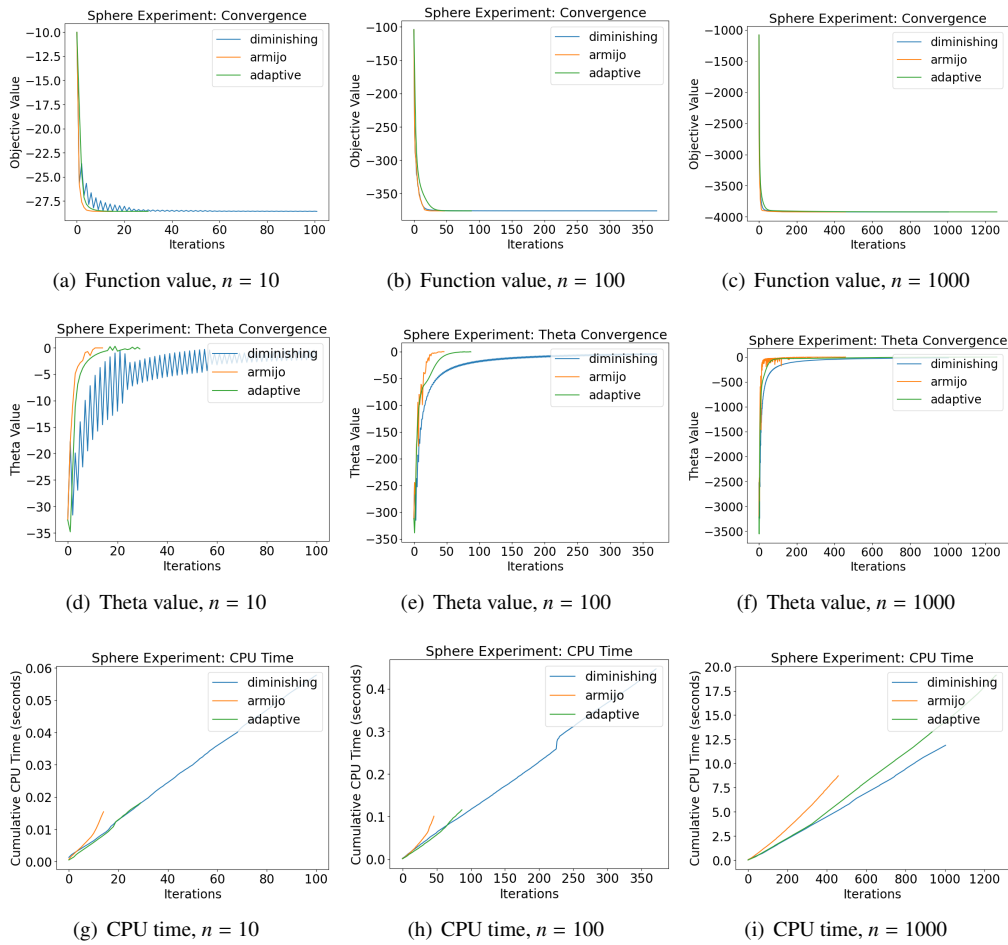 Sphere Experiment: Convergence
Objective Value
−10.0
−12.5
−15.0
−17.5
−20.0
−22.5
−25.0
−27.5
diminishing
armijo
adaptive
0 20 40 60 80 100
Iterations
(a) Function value, n = 10
Sphere Experiment: Convergence
Objective Value
−100
−150
−200
−250
−300
−350
diminishing
armijo
adaptive
0 50 100 150 200 250 300 350
Iterations
(b) Function value, n = 100
Sphere Experiment: Convergence
Objective Value
−1000
−1500
−2000
−2500
−3000
−3500
−4000
diminishing
armijo
adaptive
0 200 400 600 800 1000 1200
Iterations
(c) Function value, n = 1000
Sphere Experiment: Theta Convergence
Theta Value
0
−5
−10
−15
−20
−25
−30
−35
diminishing
armijo
adaptive
0 20 40 60 80 100
Iterations
(d) Theta value, n = 10
Sphere Experiment: Theta Convergence
Theta Value
0
−50
−100
−150
−200
−250
−300
−350
diminishing
armijo
adaptive
0 50 100 150 200 250 300 350
Iterations
(e) Theta value, n = 100
Sphere Experiment: Theta Convergence
Theta Value
0
−500
−1000
−1500
−2000
−2500
−3000
−3500
diminishing
armijo
adaptive
0 200 400 600 800 1000 1200
Iterations
(f) Theta value, n = 1000
Sphere Experiment: CPU Time
Cumulative CPU Time (seconds)
0.06
0.05
0.04
0.03
0.02
0.01
0.00
diminishing
armijo
adaptive
0 20 40 60 80 100
Iterations
(g) CPU time, n = 10
Sphere Experiment: CPU Time
Cumulative CPU Time (seconds)
0.4
0.3
0.2
0.1
0.0
diminishing
armijo
adaptive
0 50 100 150 200 250 300 350
Iterations
(h) CPU time, n = 100
Sphere Experiment: CPU Time
Cumulative CPU Time (seconds)
20.0
17.5
15.0
12.5
10.0
7.5
5.0
2.5
0.0
diminishing
armijo
adaptive
0 200 400 600 800 1000 1200
Iterations
(i) CPU time, n = 1000